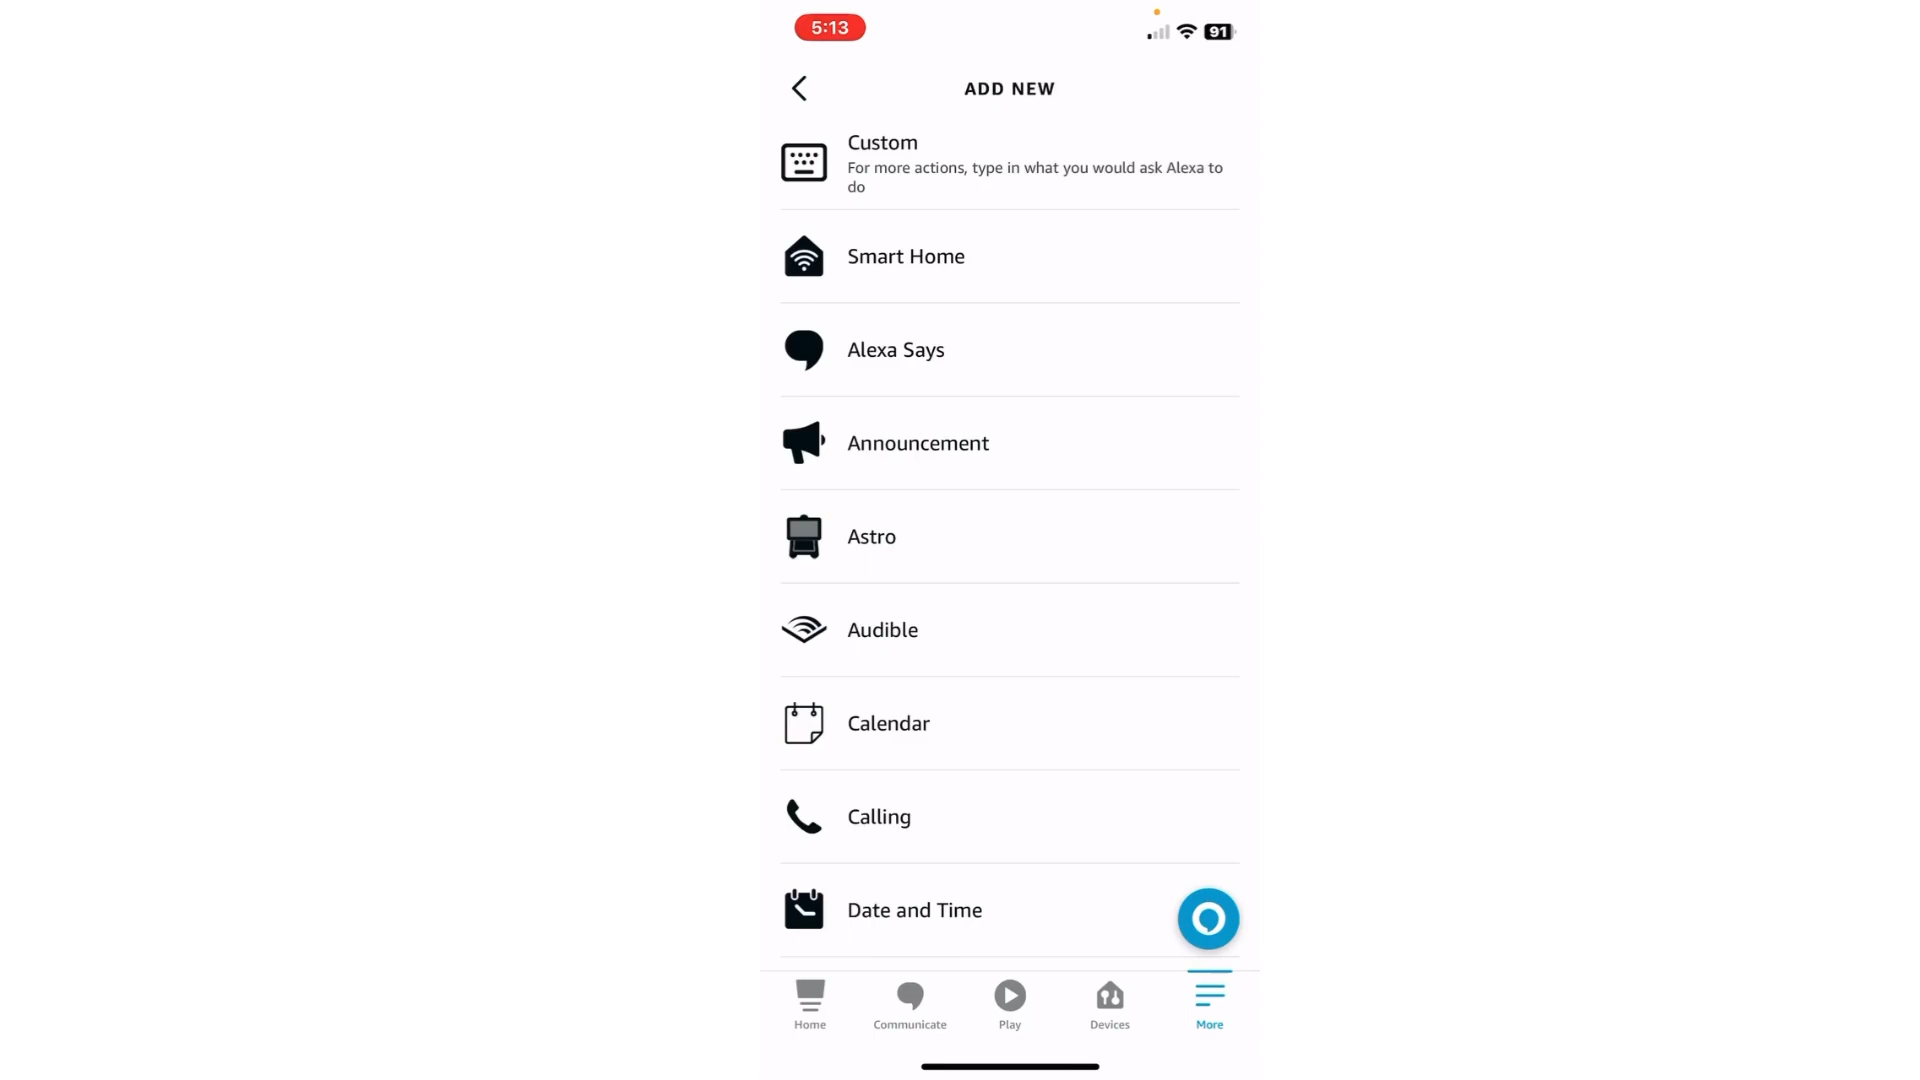 5:13
91
ADD NEW
Custom
For more actions, type in what you would ask Alexa to
do
Smart Home
Alexa Says
Announcement
Astro
Audible
Calendar
Calling
Date and Time
Home
Communicate
Play
Devices
More